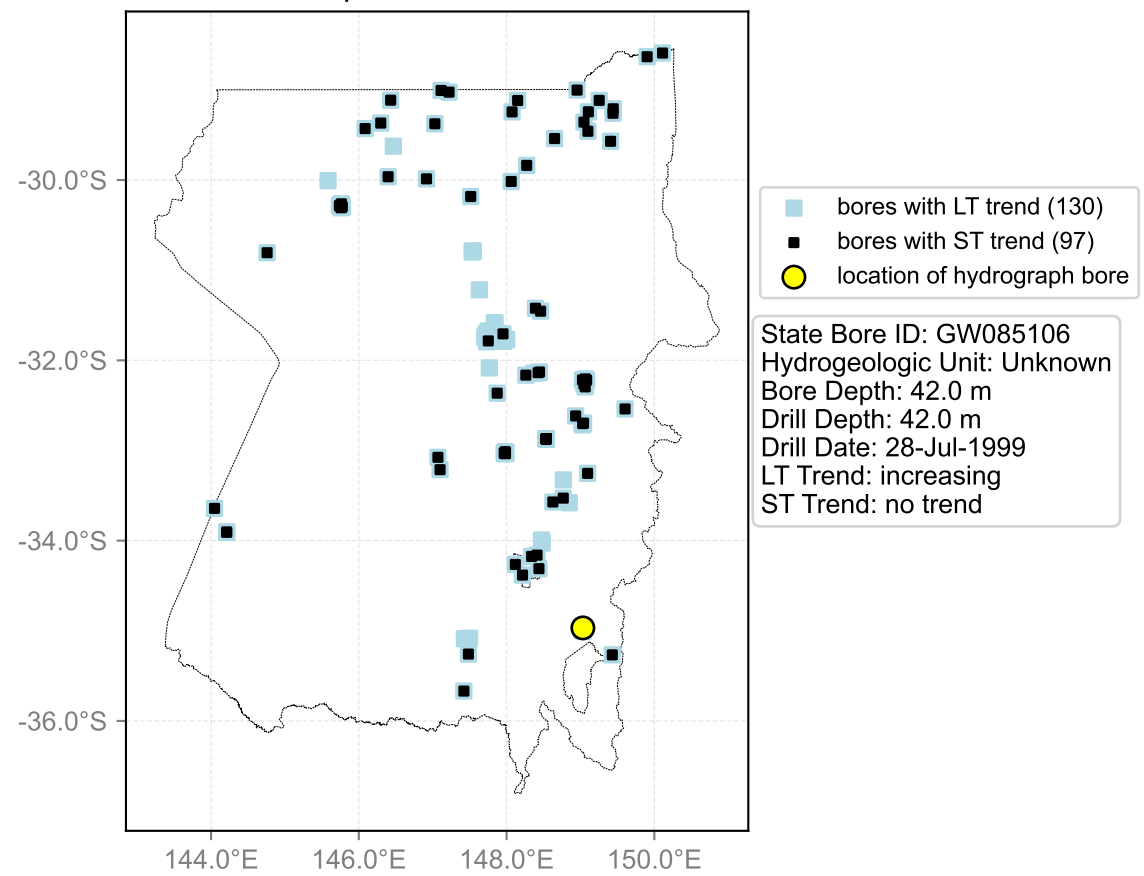 -30.0°S
-32.0°S
-34.0°S
-36.0°S
144.0°E
146.0°E
148.0°E
150.0°E
bores with LT trend (130)
bores with ST trend (97)
location of hydrograph bore
State Bore ID: GW085106
Hydrogeologic Unit: Unknown
Bore Depth: 42.0 m
Drill Depth: 42.0 m
Drill Date: 28-Jul-1999
LT Trend: increasing
ST Trend: no trend